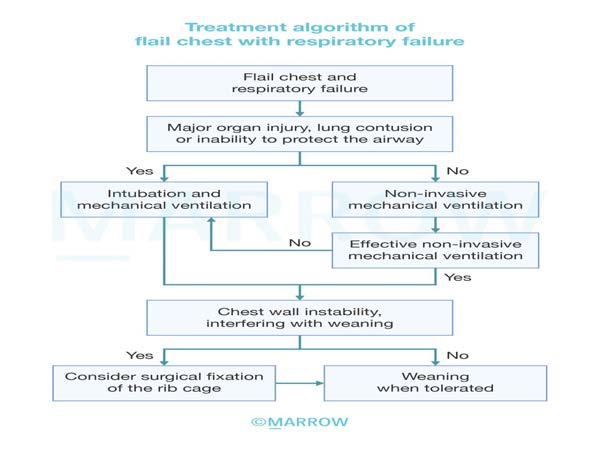 Treatment algorithm of
flail chest with respiratory failure
Flail chest and
respiratory failure
Major organ injury, lung contusion
or inability to protect the airway
Yes
No
Intubation and
mechanical ventilation
Non-invasive
mechanical ventilation
MARROW
No
Effective non-invasive
mechanical ventilation
Yes
Chest wall instability,
interfering with weaning
Yes
No
Consider surgical fixation
of the rib cage
Weaning
when tolerated
©MARROW